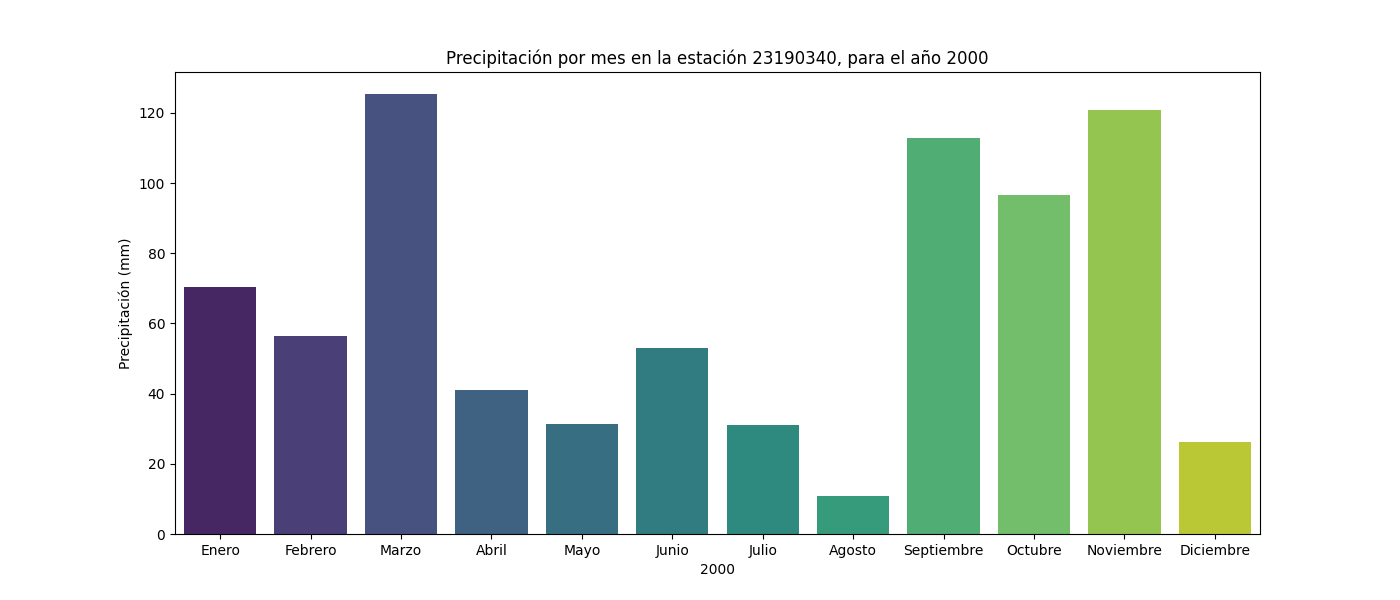 Precipitación por mes en la estación 23190340, para el año 2000
Precipitación (mm)
120
100
80
60
40
20
0
Enero Febrero Marzo Abril Mayo Junio Julio Agosto Septiembre Octubre Noviembre Diciembre
2000